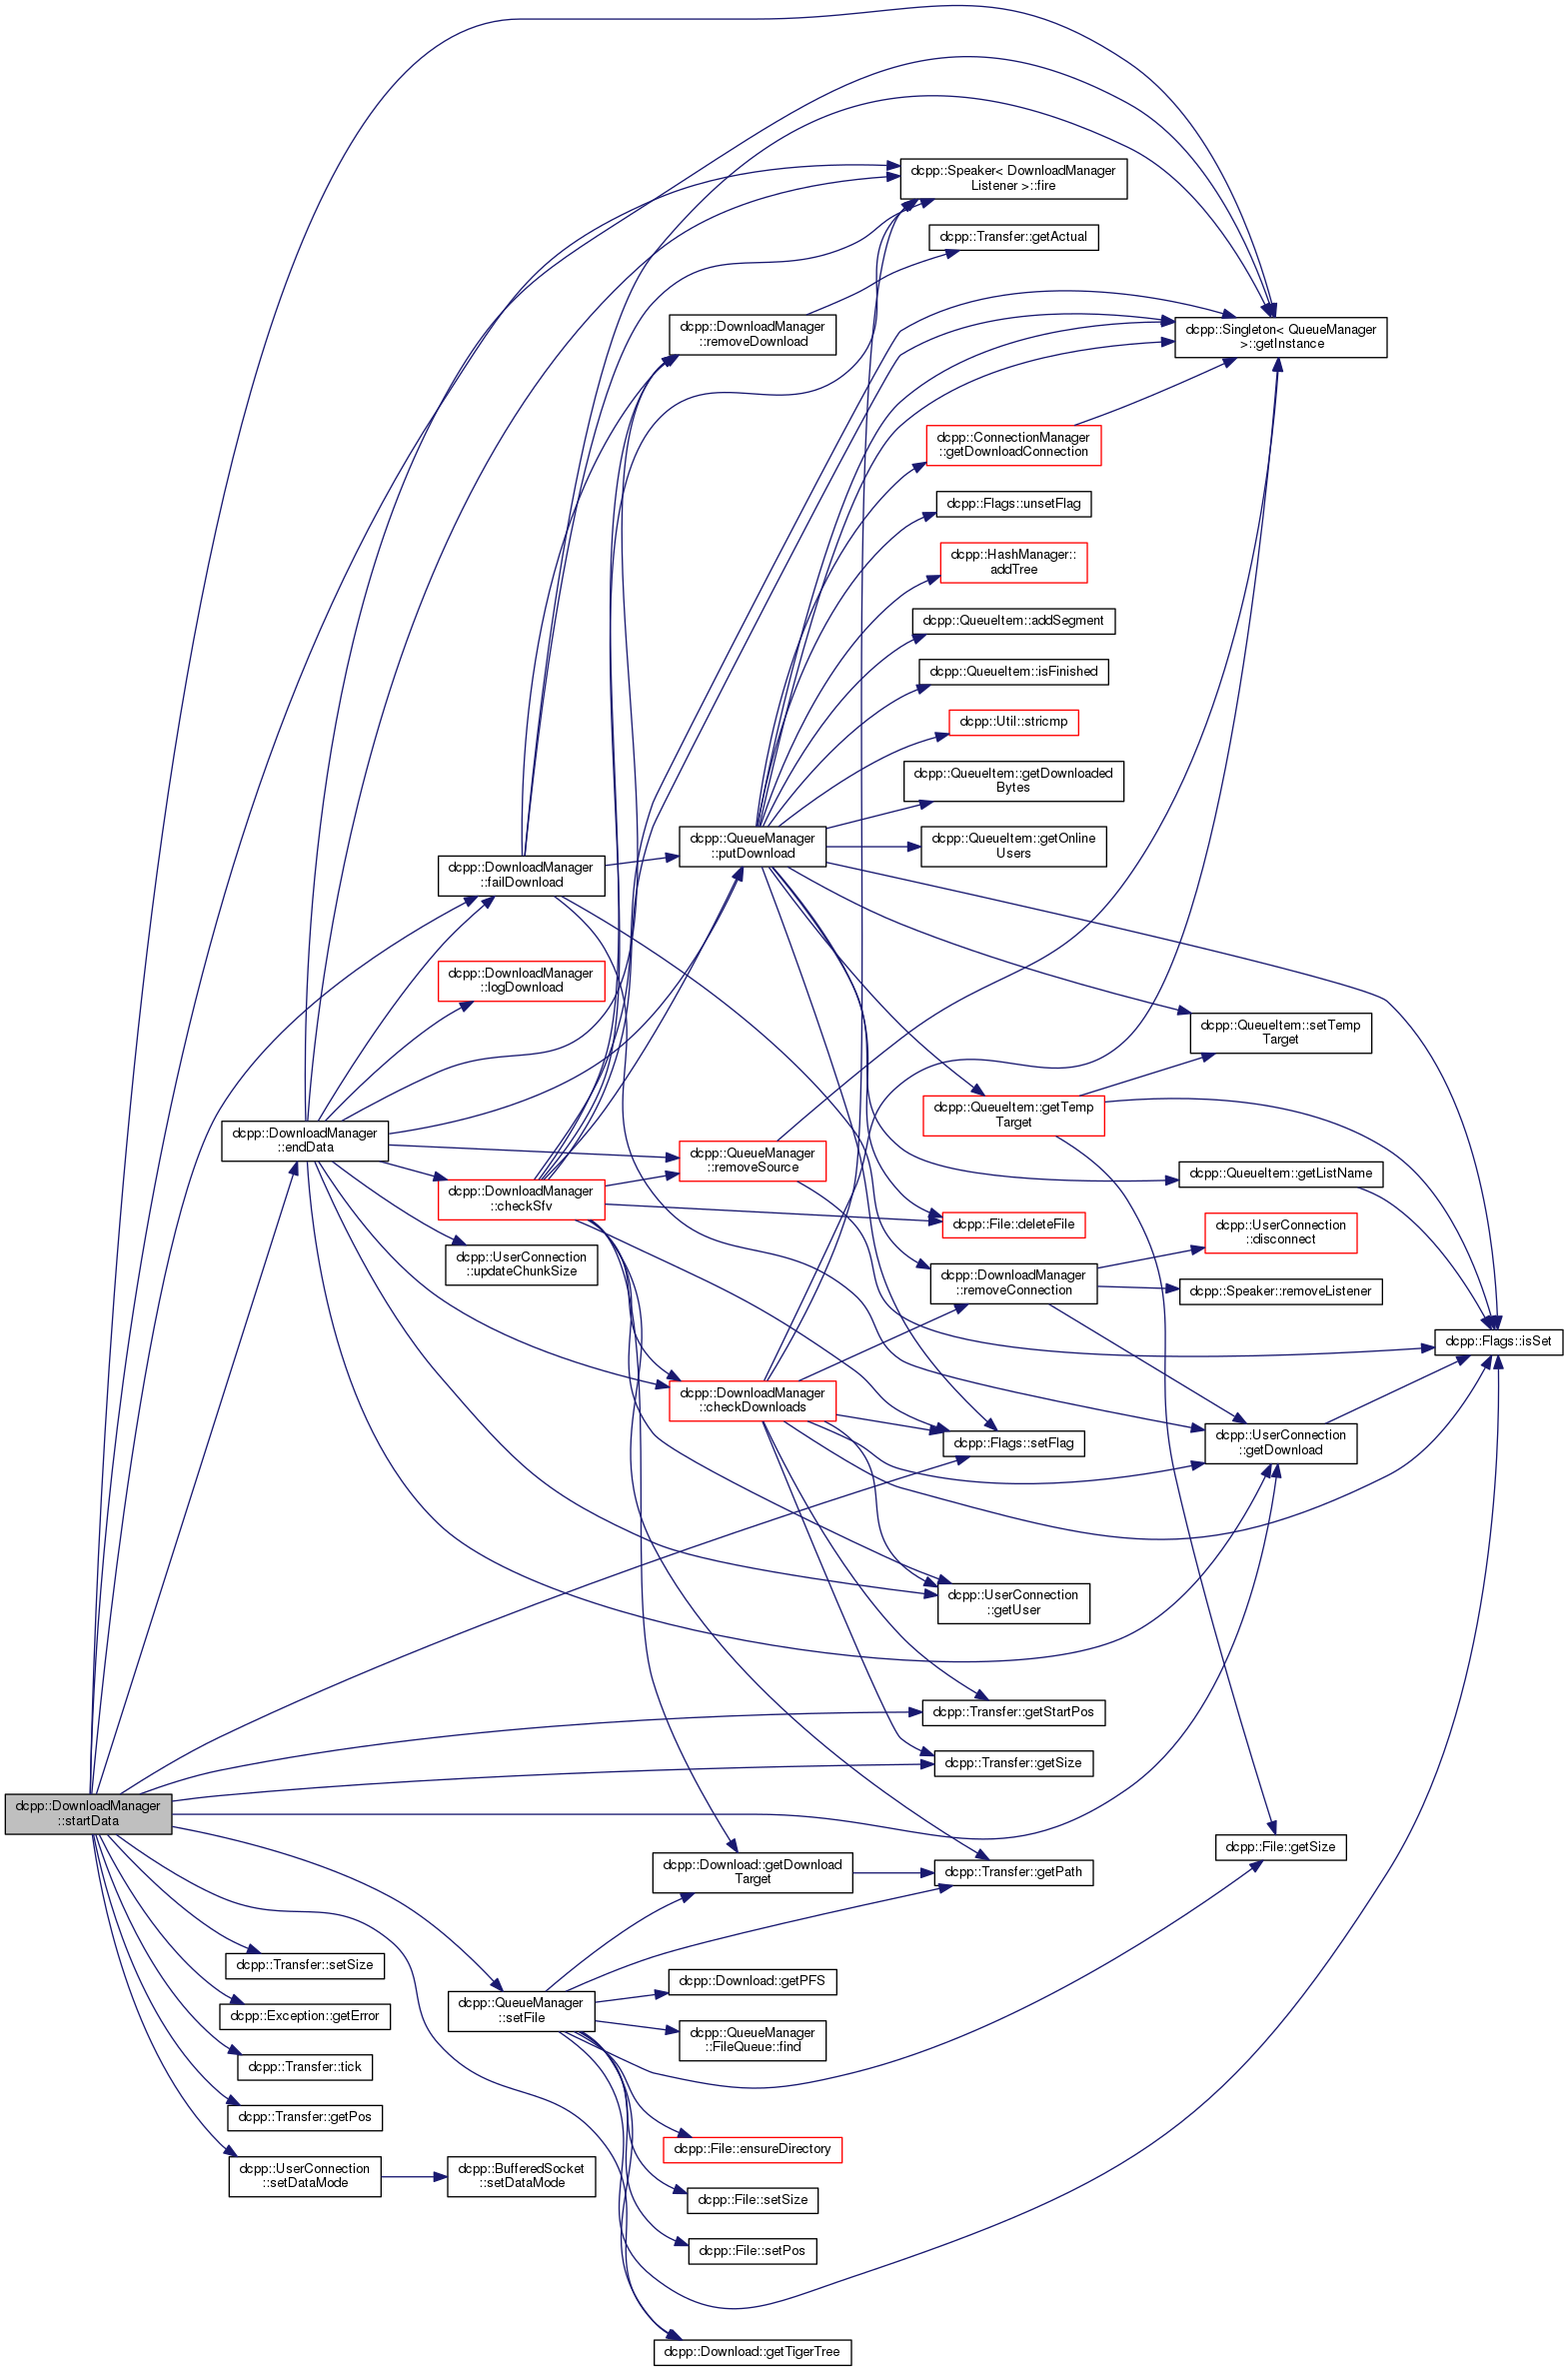 dcpp::Speaker< DownloadManager
Listener >::fire
dcpp::Transfer::getActual
dcpp::DownloadManager
::removeDownload
dcpp::Singleton< QueueManager
>::getInstance
dcpp::ConnectionManager
::getDownloadConnection
dcpp::Flags::unsetFlag
dcpp::HashManager::
addTree
dcpp::QueueItem::addSegment
dcpp::QueueItem::isFinished
dcpp::Util::stricmp
dcpp::QueueItem::getDownloaded
Bytes
dcpp::QueueManager
::putDownload
dcpp::QueueItem::getOnline
Users
dcpp::DownloadManager
::failDownload
dcpp::DownloadManager
::logDownload
dcpp::QueueItem::setTemp
Target
dcpp::QueueItem::getTemp
Target
dcpp::DownloadManager
::endData
dcpp::QueueManager
::removeSource
dcpp::QueueItem::getListName
dcpp::DownloadManager
::checkSfv
dcpp::File::deleteFile
dcpp::UserConnection
::disconnect
dcpp::UserConnection
::updateChunkSize
dcpp::DownloadManager
::removeConnection
dcpp::Speaker::removeListener
dcpp::Flags::isSet
dcpp::DownloadManager
::checkDownloads
dcpp::Flags::setFlag
dcpp::UserConnection
::getDownload
dcpp::UserConnection
::getUser
dcpp::Transfer::getStartPos
dcpp::Transfer::getSize
dcpp::DownloadManager
::startData
dcpp::File::getSize
dcpp::Download::getDownload
Target
dcpp::Transfer::getPath
dcpp::Transfer::setSize
dcpp::Download::getPFS
dcpp::QueueManager
::setFile
dcpp::Exception::getError
dcpp::QueueManager
::FileQueue::find
dcpp::Transfer::tick
dcpp::Transfer::getPos
dcpp::File::ensureDirectory
dcpp::UserConnection
::setDataMode
dcpp::BufferedSocket
::setDataMode
dcpp::File::setSize
dcpp::File::setPos
dcpp::Download::getTigerTree